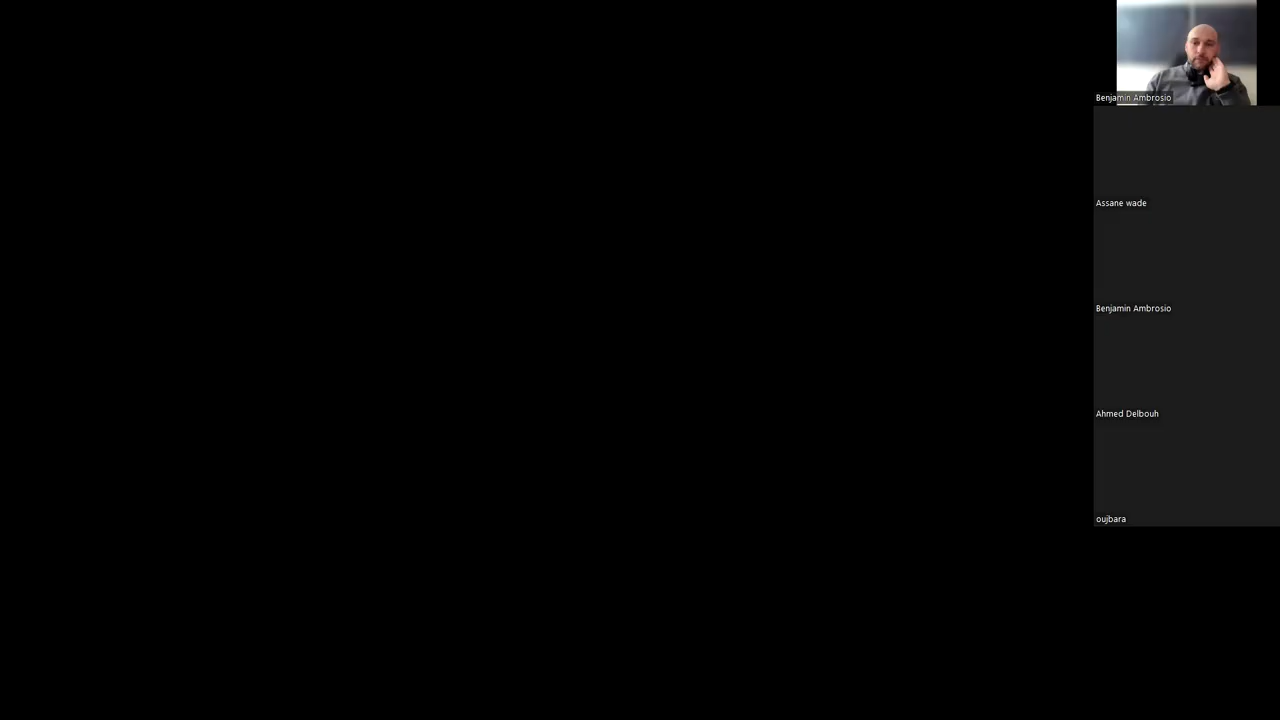 Benjamin Ambrosio
Assane wade
Benjamin Ambrosio
Ahmed Delbouh
oujbara